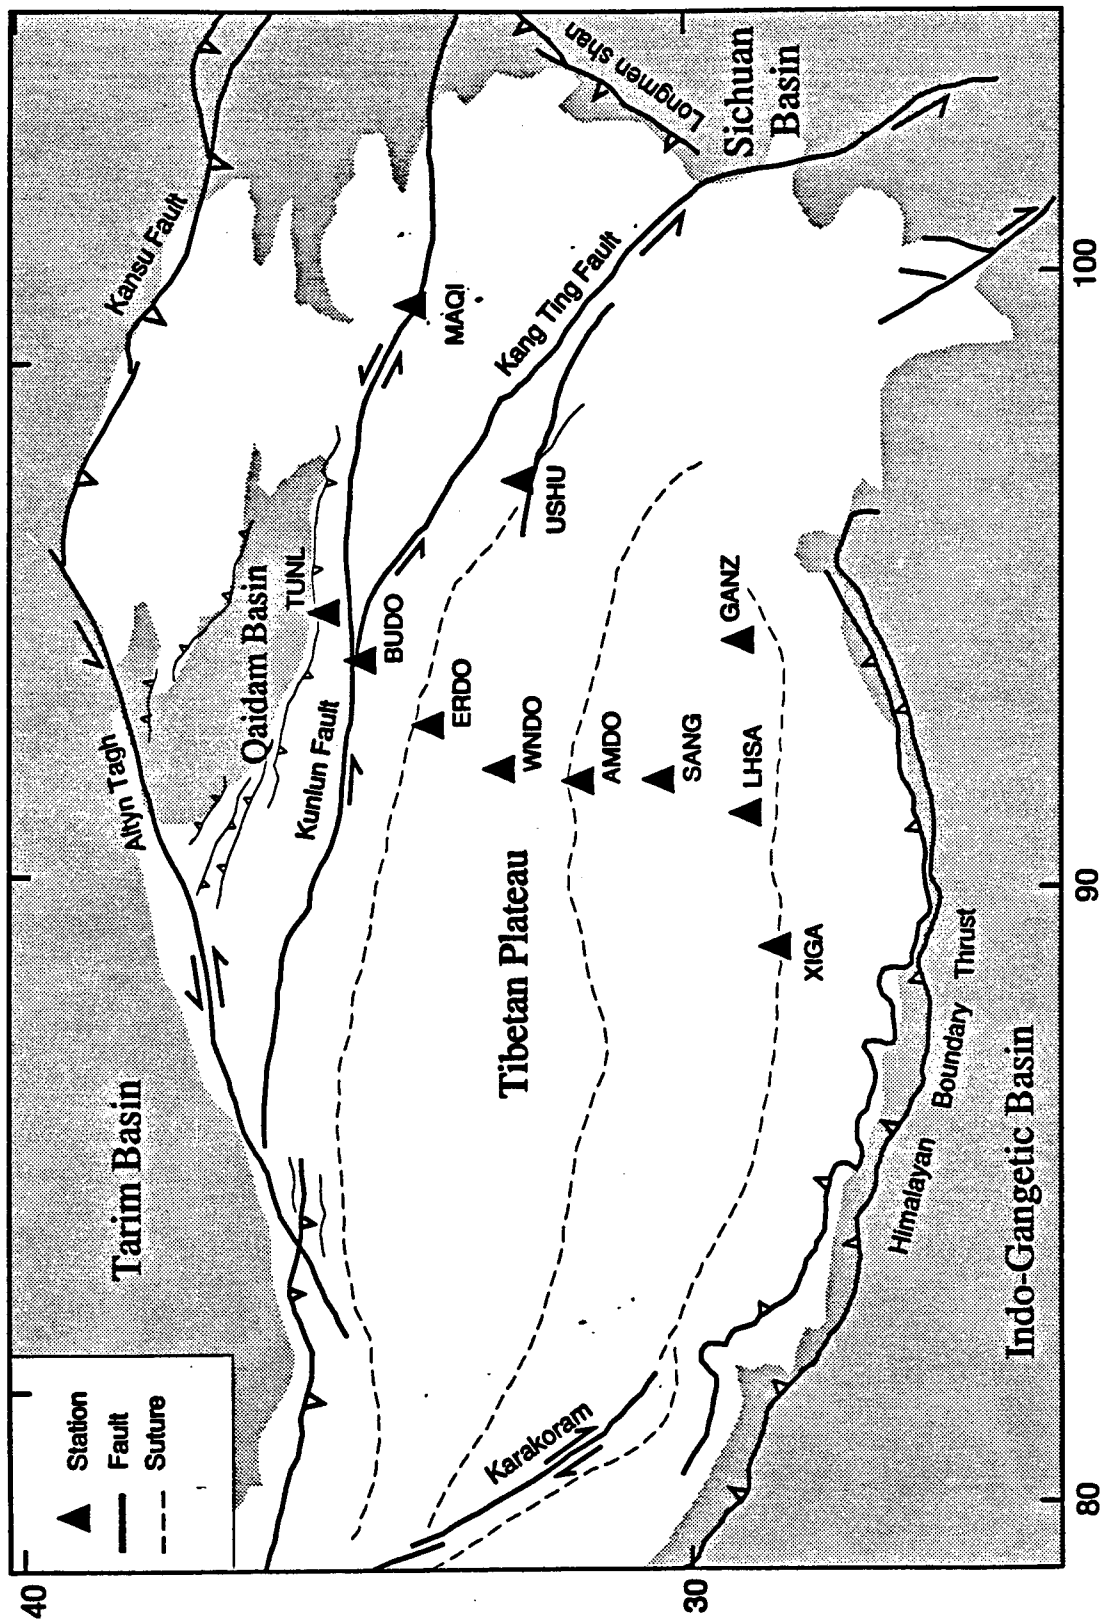 40
30
80
90
100
Station
Fault
Suture
Tarim Basin
Altyn Tagh
Qaidam Basin
Kansu Fault
Kunlun Fault
TUNL
BUDO
MAQI
ERDO
WNDO
AMDO
SANG
LHSA
GANZ
XIGA
USHU
Kang Ting Fault
Longmen shan
Sichuan
Basin
Tibetan Plateau
Karakoram
Himalayan Boundary Thrust
Indo-Gangetic Basin